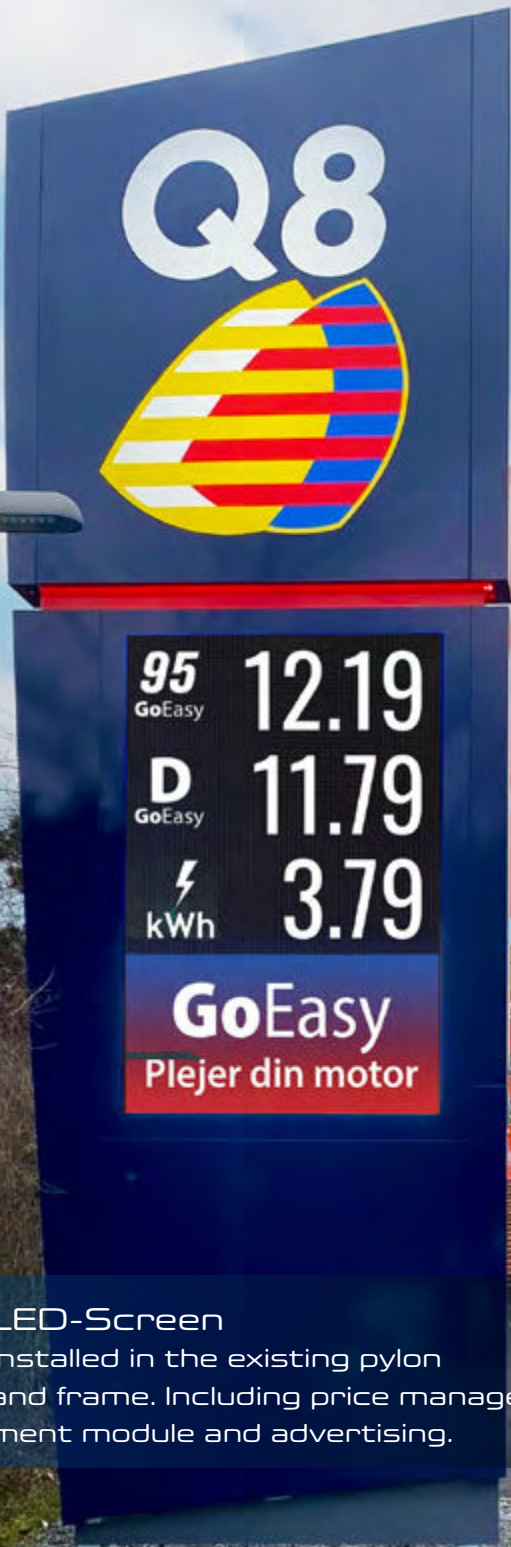 Q8
95 12.19
GoEasy
D 11.79
GoEasy
kWh 3.79
GoEasy
Plejer din motor
LED-Screen
nstalled in the existing pylon
and frame. Including price manage
ment module and advertising.